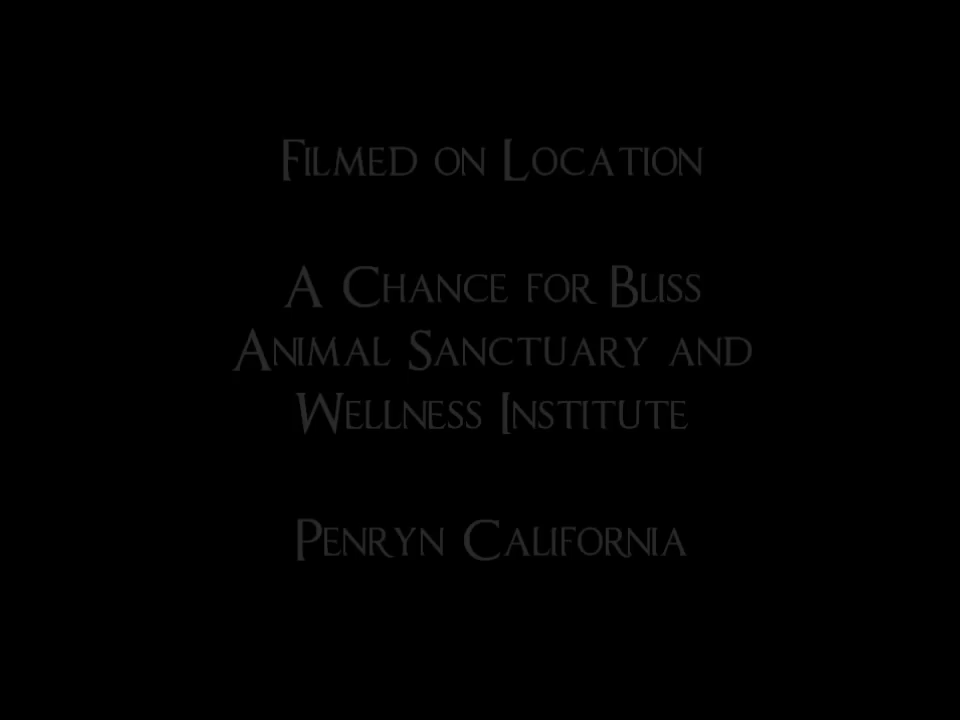 Filmed on Location
A Chance for Bliss
Animal Sanctuary and
Wellness Institute
Penryn California